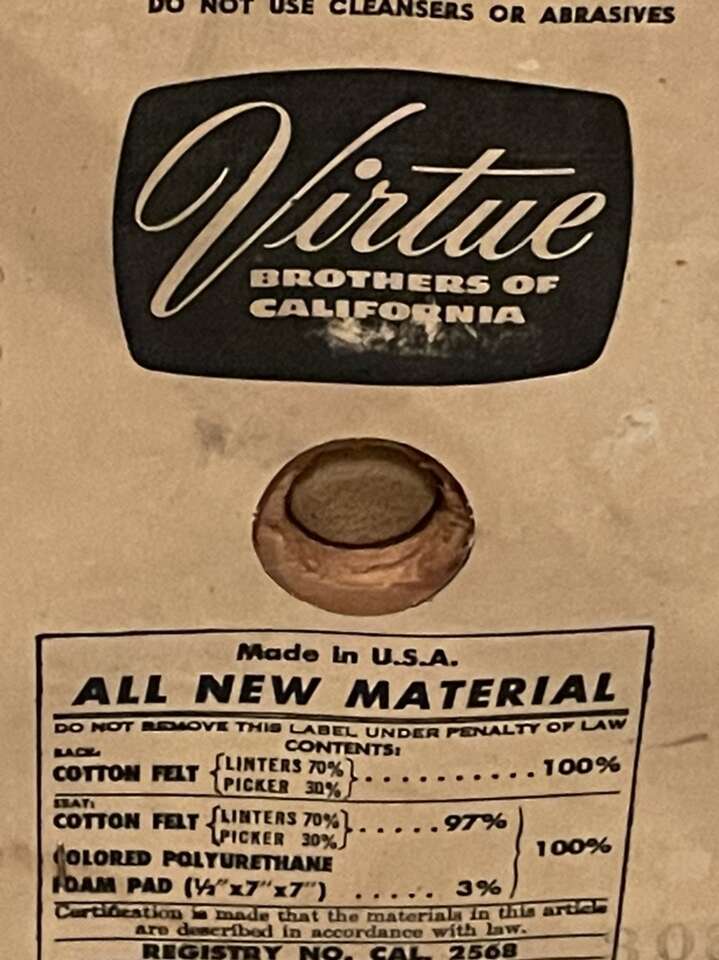 DO NOT USE CLEANSERS OR ABRASIVES
Virtue
BROTHERS OF
CALIFORNIA
Made in U.S.A.
ALL NEW MATERIAL
DO NOT REMOVE THIS LABEL UNDER PENALTY OF LAW
CONTENTS:
BACK:
COTTON FELT {LINTERS 70% PICKER 30%} ........... 100%
SEAT:
COTTON FELT {LINTERS 70% PICKER 30%} ...... 97%
COLORED POLYURETHANE
FOAM PAD (½"x7"x7") ..... 3%
100%
Certification is made that the materials in this article
are described in accordance with law.
REGISTRY NO. CAL. 2568